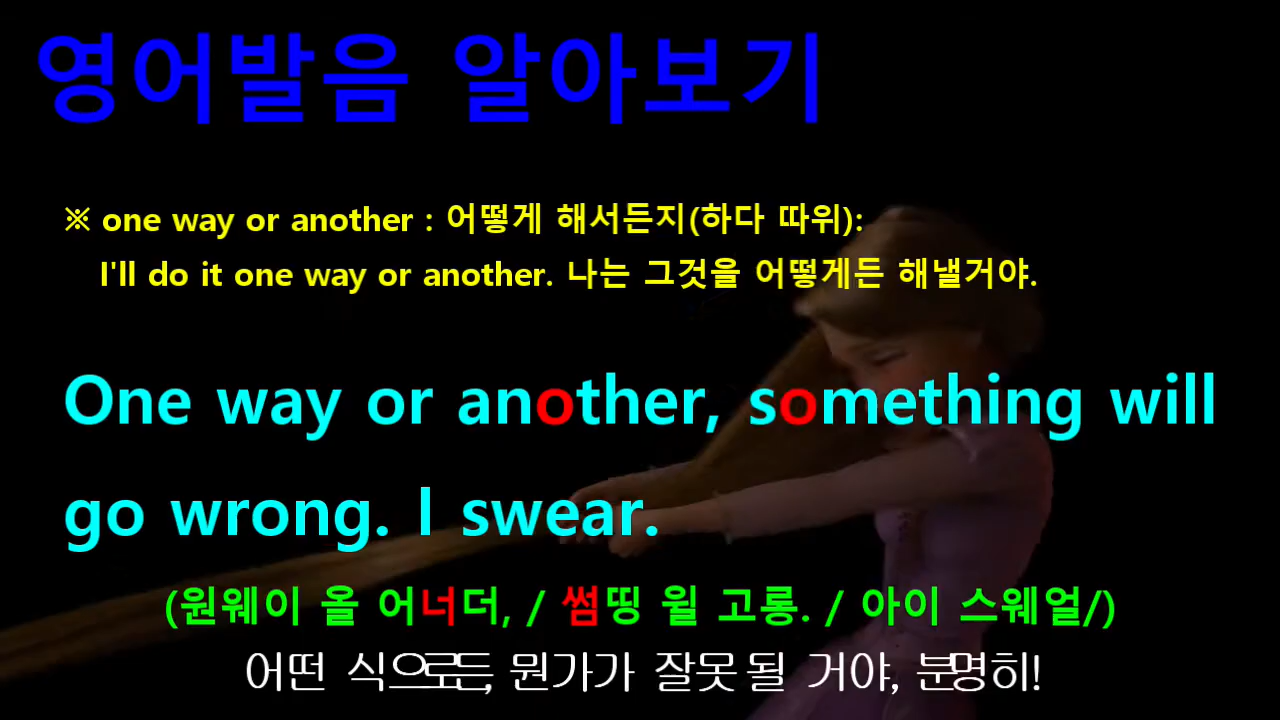 영어발음 알아보기
※ one way or another : 어떻게 해서든지(하다 따위):
I'll do it one way or another. 나는 그것을 어떻게든 해낼거야.
One way or another, something will
go wrong. I swear.
(원웨이 올 어너더, / 썸띵 윌 고롱. / 아이 스웨얼/)
어떤 식으로든, 뭔가가 잘못 될 거야, 분명히!